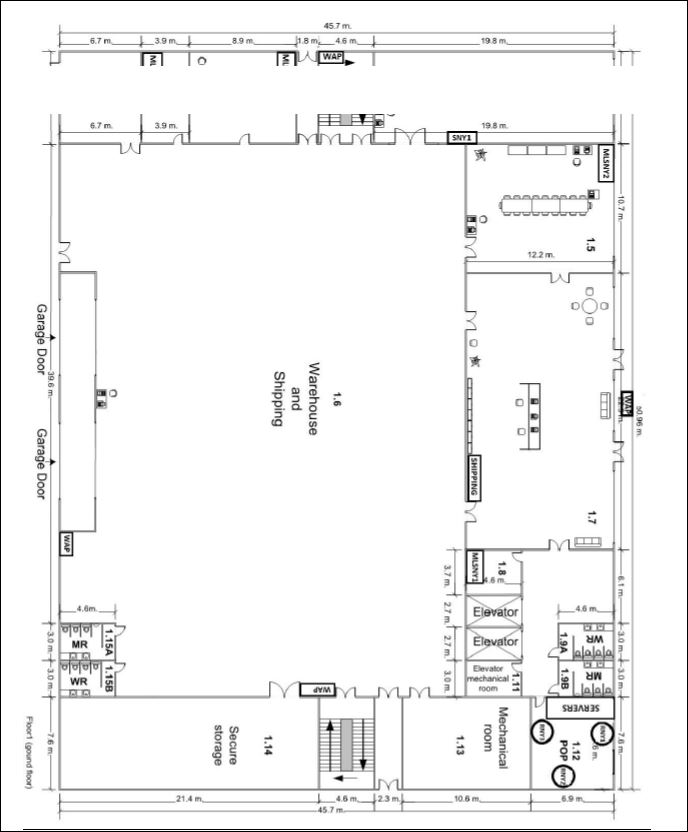 45.7 m.
6.7 m. 3.9 m. 8.9 m. 1.8 m. 4.6 m. 19.8 m.
ML
ML
WAP
6.7 m. 3.9 m. 19.8 m.
SNY1
MLSNY2
10.7 m.
1.5
12.2 m.
Garage Door
39.6 m.
Garage Door
1.6
Warehouse
and
Shipping
WAP
50.96 m.
SHIPPING
1.7
WAP
MLSNY1
1.8
4.6 m.
3.7 m.
6.1 m.
2.7 m.
Elevator
2.7 m.
Elevator
3.0 m.
Elevator
mechanical
room
1.11
4.6m.
3.0 m.
MR
1.15A
3.0 m.
WR
1.15B
4.6 m.
1.9A
WR
3.0 m.
1.9B
MR
3.0 m.
WAP
SERVERS
Floor1 (gound floor)
7.6 m.
Secure
storage
1.14
Mechanical
room
1.13
1.12
POP
7.6 m.
21.4 m. 4.6 m. 2.3 m. 10.6 m. 6.9 m.
45.7 m.